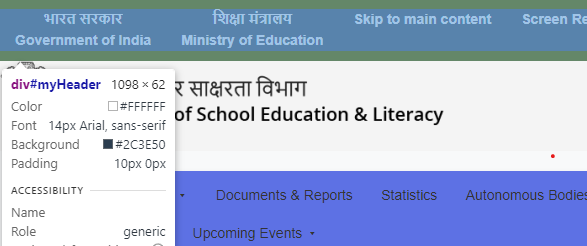 भारत सरकार
शिक्षा मंत्रालय
Skip to main content
Screen Re
Government of India
Ministry of Education
div#myHeader 1098 × 62
Color #FFFFFF
Font 14px Arial, sans-serif
Background #2C3E50
Padding 10px 0px
ACCESSIBILITY
Name
Role generic
र साक्षरता विभाग
of School Education & Literacy
Documents & Reports
Statistics
Autonomous Bodies
Upcoming Events